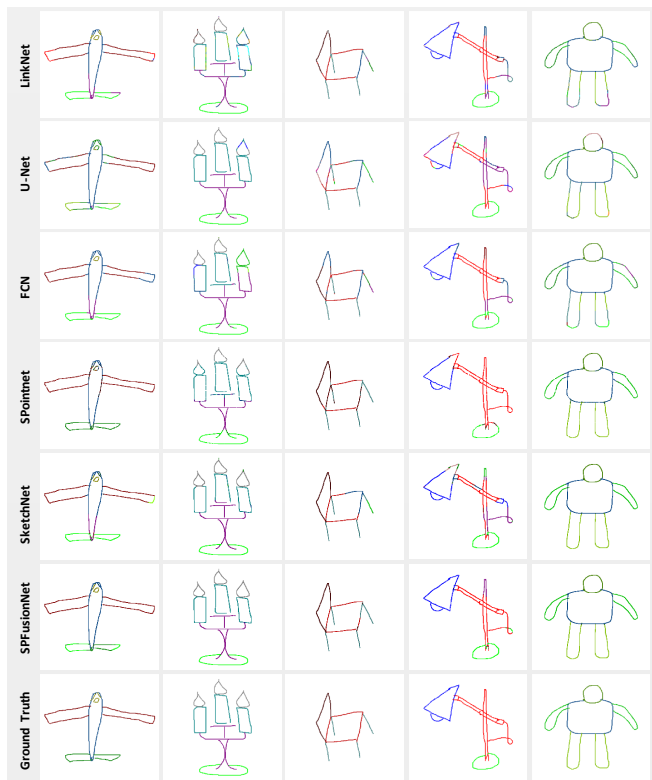 LinkNet
U-Net
FCN
SPointnet
SketchNet
SPFusionNet
Ground Truth